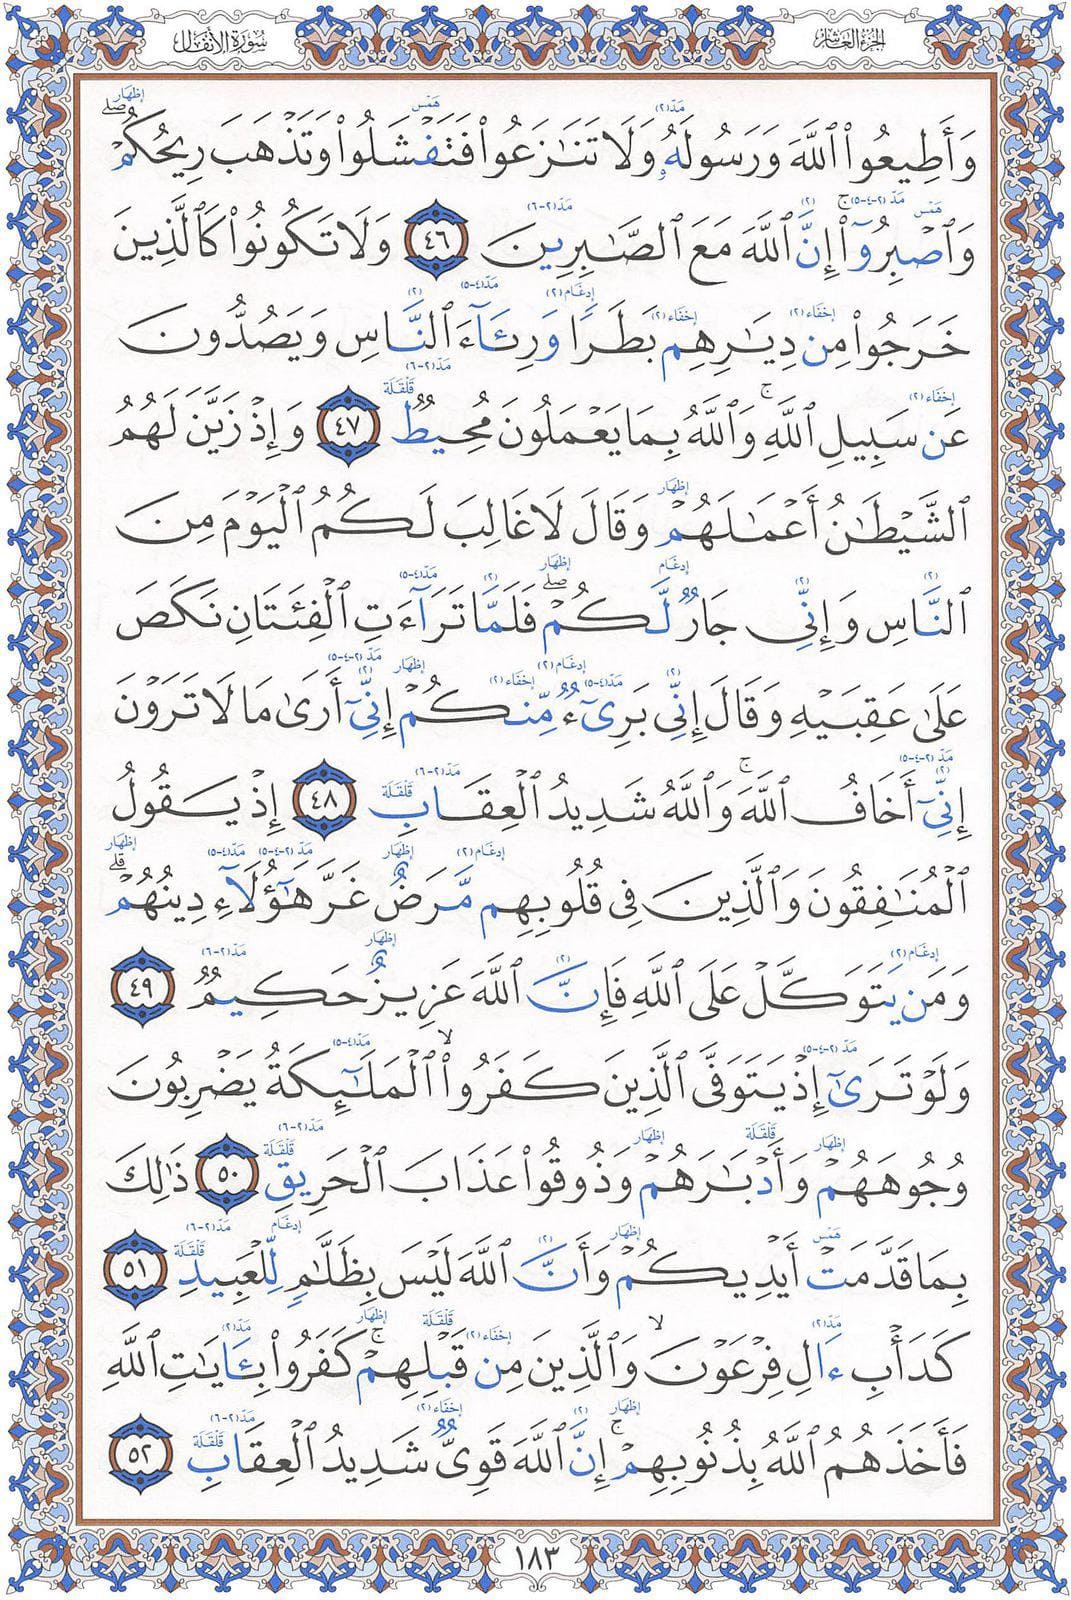 الجزء العاشر
سورة الأنفال
وَأَطِيعُواْ ٱللَّهَ وَرَسُولَهُۥ وَلَا تَنَٰزَعُواْ فَتَفۡشَلُواْ وَتَذۡهَبَ رِيحُكُمۡۖ
وَٱصۡبِرُوٓاْۚ إِنَّ ٱللَّهَ مَعَ ٱلصَّٰبِرِينَ ٤٦ وَلَا تَكُونُواْ كَٱلَّذِينَ
خَرَجُواْ مِن دِيَٰرِهِم بَطَرٗا وَرِئَآءَ ٱلنَّاسِ وَيَصُدُّونَ
عَن سَبِيلِ ٱللَّهِۚ وَٱللَّهُ بِمَا يَعۡمَلُونَ مُحِيطٞ ٤٧ وَإِذۡ زَيَّنَ لَهُمُ
ٱلشَّيۡطَٰنُ أَعۡمَٰلَهُمۡ وَقَالَ لَا غَالِبَ لَكُمُ ٱلۡيَوۡمَ مِنَ
ٱلنَّاسِ وَإِنِّي جَارٞ لَّكُمۡۖ فَلَمَّا تَرَآءَتِ ٱلۡفِئَتَانِ نَكَصَ
عَلَىٰ عَقِبَيۡهِ وَقَالَ إِنِّي بَرِيٓءٞ مِّنكُمۡ إِنِّيٓ أَرَىٰ مَا لَا تَرَوۡنَ
إِنِّيٓ أَخَافُ ٱللَّهَۚ وَٱللَّهُ شَدِيدُ ٱلۡعِقَابِ ٤٨ إِذۡ يَقُولُ
ٱلۡمُنَٰفِقُونَ وَٱلَّذِينَ فِي قُلُوبِهِم مَّرَضٌ غَرَّ هَٰٓؤُلَآءِ دِينُهُمۡۗ
وَمَن يَتَوَكَّلۡ عَلَى ٱللَّهِ فَإِنَّ ٱللَّهَ عَزِيزٌ حَكِيمٞ ٤٩
وَلَوۡ تَرَىٰٓ إِذۡ يَتَوَفَّى ٱلَّذِينَ كَفَرُواْ ٱلۡمَلَٰٓئِكَةُ يَضۡرِبُونَ
وُجُوهَهُمۡ وَأَدۡبَٰرَهُمۡ وَذُوقُواْ عَذَابَ ٱلۡحَرِيقِ ٥٠ ذَٰلِكَ
بِمَا قَدَّمَتۡ أَيۡدِيكُمۡ وَأَنَّ ٱللَّهَ لَيۡسَ بِظَلَّٰمٖ لِّلۡعَبِيدِ ٥١
كَدَأۡبِ ءَالِ فِرۡعَوۡنَۙ وَٱلَّذِينَ مِن قَبۡلِهِمۡۚ كَفَرُواْ بِـَٔايَٰتِ ٱللَّهِ
فَأَخَذَهُمُ ٱللَّهُ بِذُنُوبِهِمۡۚ إِنَّ ٱللَّهَ قَوِيّٞ شَدِيدُ ٱلۡعِقَابِ ٥٢
١٨٣